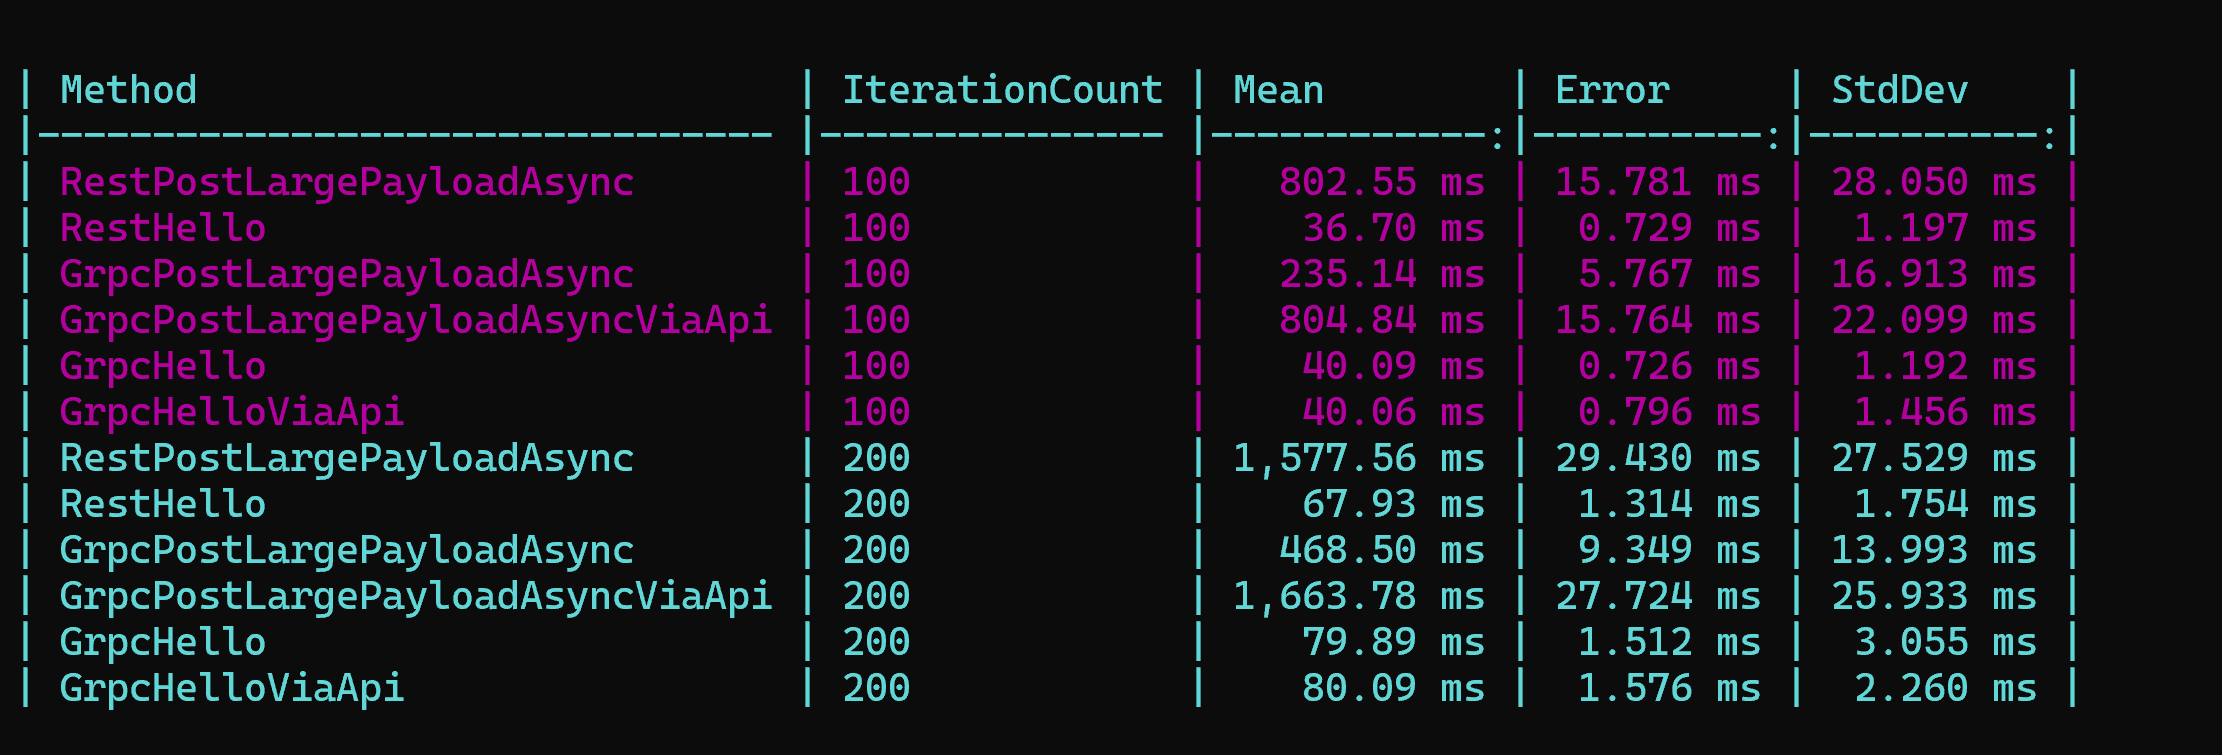 | Method                           | IterationCount | Mean        | Error     | StdDev    |
|-------------------------------- |--------------- |------------:|----------:|----------:|
| RestPostLargePayloadAsync        | 100            |   802.55 ms | 15.781 ms | 28.050 ms |
| RestHello                        | 100            |    36.70 ms |  0.729 ms |  1.197 ms |
| GrpcPostLargePayloadAsync        | 100            |   235.14 ms |  5.767 ms | 16.913 ms |
| GrpcPostLargePayloadAsyncViaApi | 100            |   804.84 ms | 15.764 ms | 22.099 ms |
| GrpcHello                        | 100            |    40.09 ms |  0.726 ms |  1.192 ms |
| GrpcHelloViaApi                  | 100            |    40.06 ms |  0.796 ms |  1.456 ms |
| RestPostLargePayloadAsync        | 200            | 1,577.56 ms | 29.430 ms | 27.529 ms |
| RestHello                        | 200            |    67.93 ms |  1.314 ms |  1.754 ms |
| GrpcPostLargePayloadAsync        | 200            |   468.50 ms |  9.349 ms | 13.993 ms |
| GrpcPostLargePayloadAsyncViaApi | 200            | 1,663.78 ms | 27.724 ms | 25.933 ms |
| GrpcHello                        | 200            |    79.89 ms |  1.512 ms |  3.055 ms |
| GrpcHelloViaApi                  | 200            |    80.09 ms |  1.576 ms |  2.260 ms |